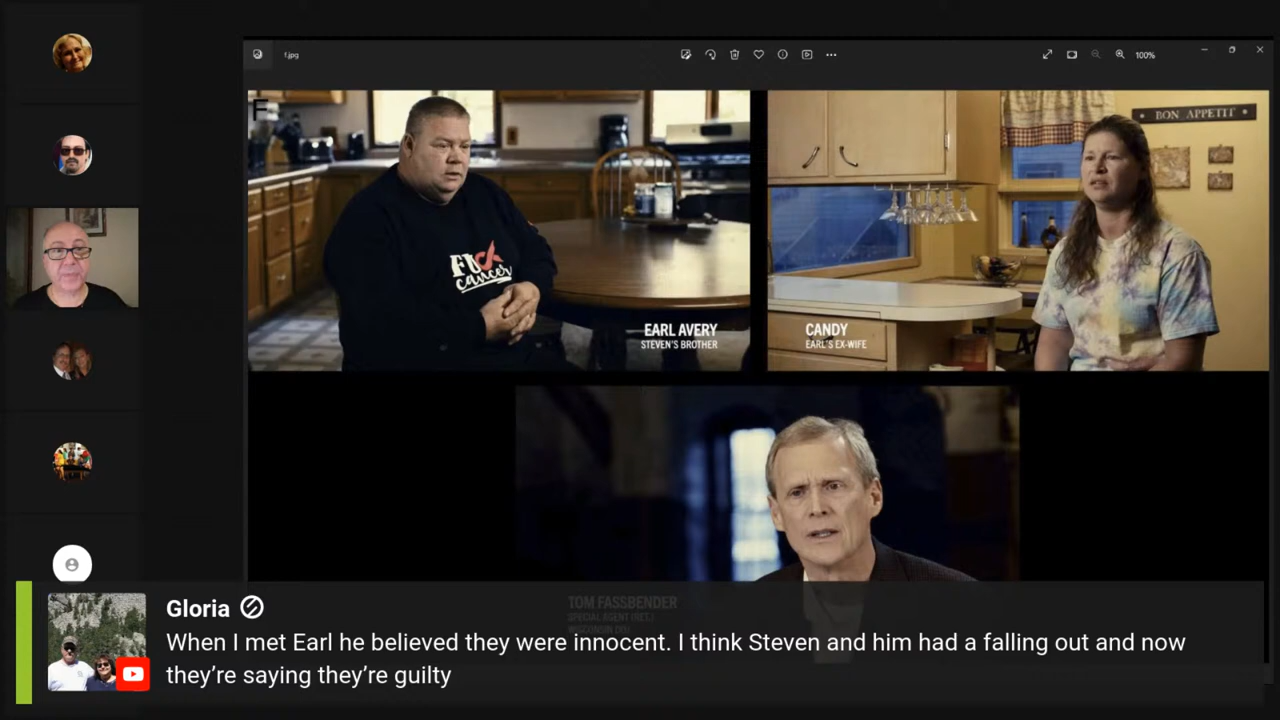 f.jpg
100%
F
BON APPETIT
FUCK
cancer
EARL AVERY
STEVEN'S BROTHER
CANDY
EARL'S EX-WIFE
TOM FASSBENDER
SPECIAL AGENT (RET.)
Gloria
When I met Earl he believed they were innocent. I think Steven and him had a falling out and now
they're saying they're guilty